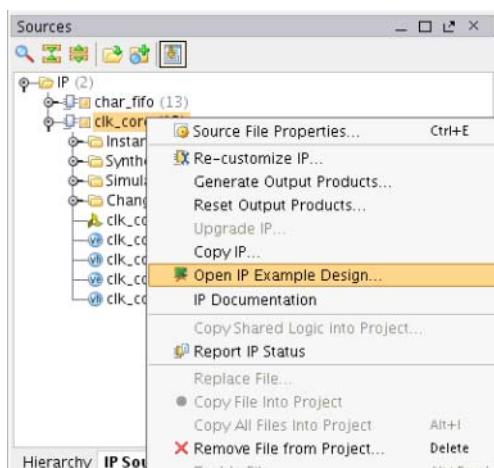 Sources
IP (2)
char_fifo (13)
clk_core
Source File Properties... Ctrl+E
Instan
Re-customize IP...
Synthe
Generate Output Products...
Simula
Reset Output Products...
Chang
Upgrade IP...
clk_co
Copy IP...
clk_co
Open IP Example Design...
clk_co
IP Documentation
clk_co
Copy Shared Logic into Project...
clk_co
Report IP Status
Replace File...
Copy File Into Project
Copy All Files Into Project Alt+I
Remove File from Project... Delete
Hierarchy IP Sou